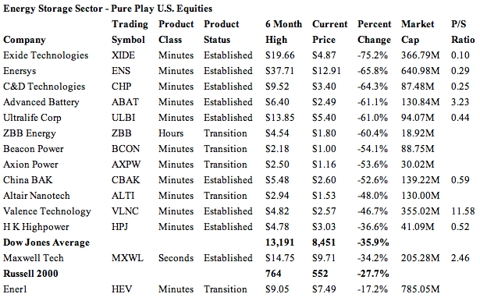 Energy Storage Sector - Pure Play U.S. Equities
Trading Product Product 6 Month Current Percent Market P/S
Company Symbol Class Status High Price Change Cap Ratio
Exide Technologies XIDE Minutes Established $19.66 $4.87 -75.2% 366.79M 0.10
Enersys ENS Minutes Established $37.71 $12.91 -65.8% 640.98M 0.29
C&D Technologies CHP Minutes Established $9.52 $3.40 -64.3% 87.48M 0.25
Advanced Battery ABAT Minutes Established $6.40 $2.49 -61.1% 130.84M 3.23
Ultralife Corp ULBI Minutes Established $13.85 $5.40 -61.0% 94.07M 0.44
ZBB Energy ZBB Hours Transition $4.54 $1.80 -60.4% 18.92M
Beacon Power BCON Minutes Transition $2.18 $1.00 -54.1% 88.75M
Axion Power AXPW Minutes Transition $2.50 $1.16 -53.6% 30.02M
China BAK CBAK Minutes Established $5.48 $2.60 -52.6% 139.22M 0.59
Altair Nanotech ALTI Minutes Transition $2.94 $1.53 -48.0% 130.00M
Valence Technology VLNC Minutes Established $4.82 $2.57 -46.7% 355.02M 11.58
H K Highpower HPJ Minutes Established $4.78 $3.03 -36.6% 41.09M 0.52
Dow Jones Average 13,191 8,451 -35.9%
Maxwell Tech MXWL Seconds Established $14.75 $9.71 -34.2% 205.28M 2.46
Russell 2000 764 552 -27.7%
Ener1 HEV Minutes Transition $9.05 $7.49 -17.2% 785.05M